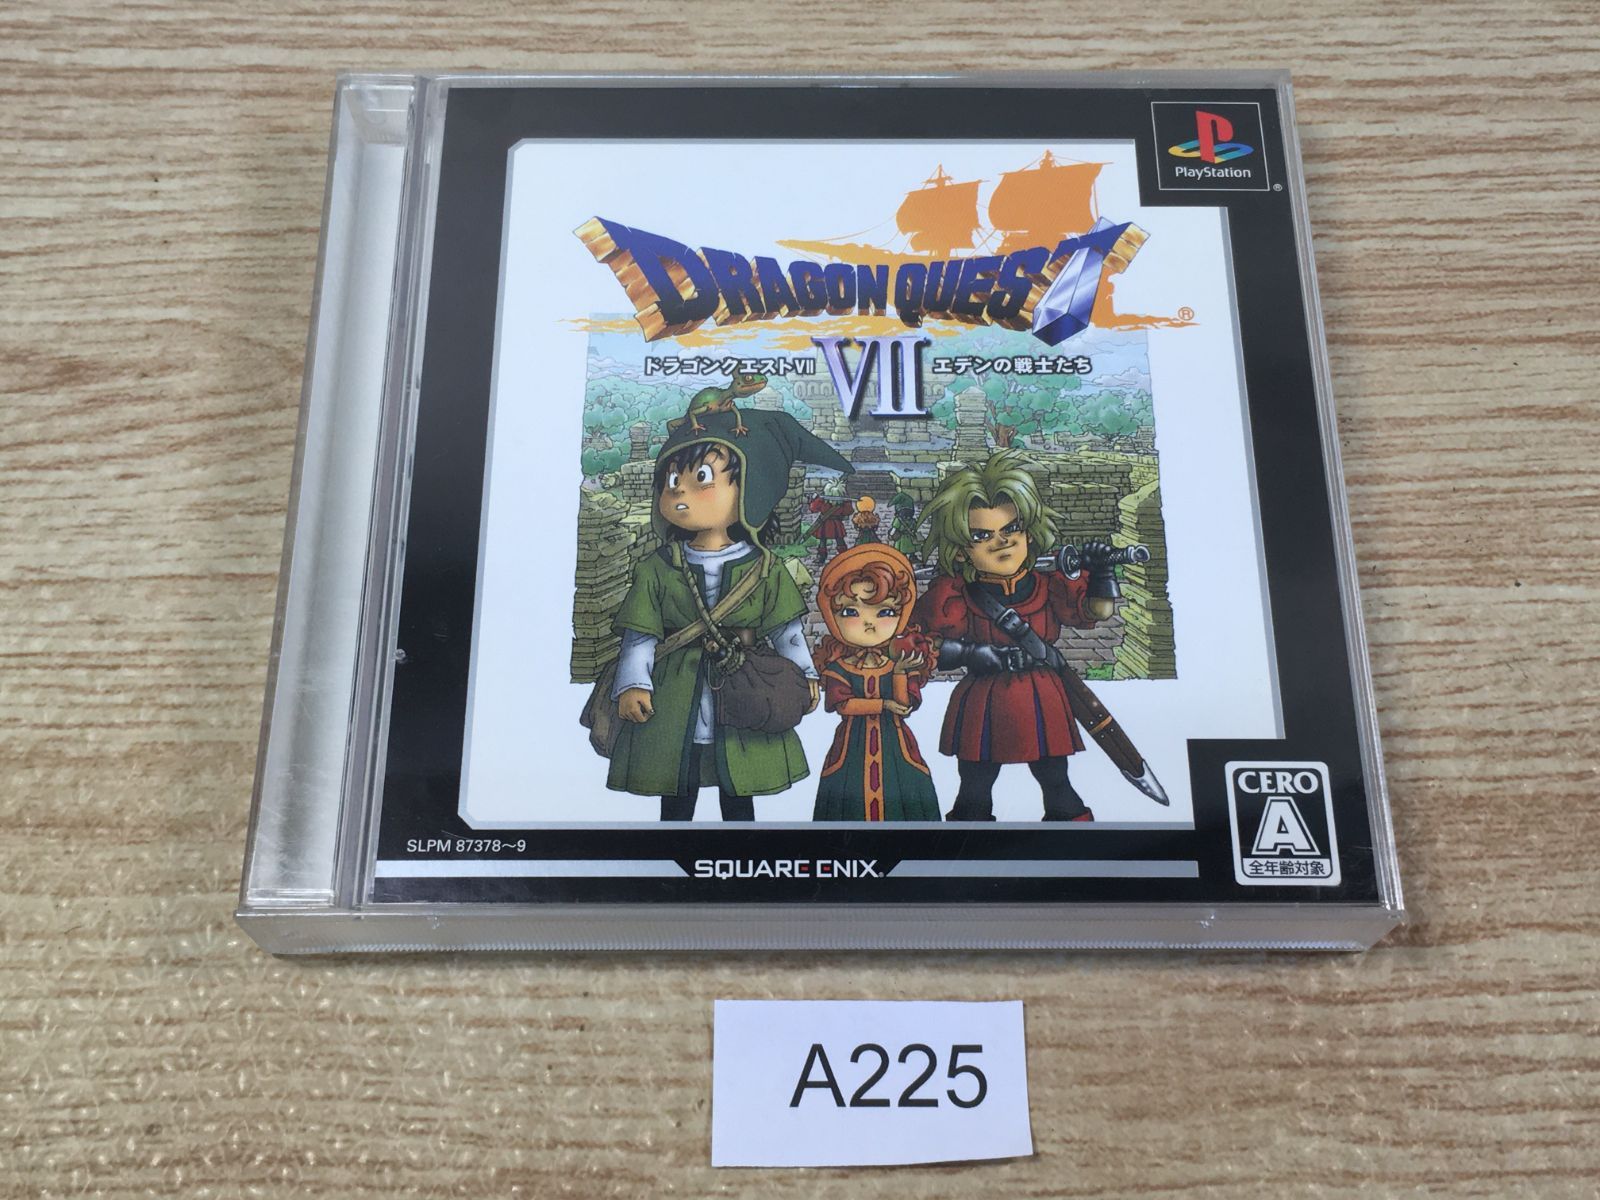 PlayStation
®
DRAGON QUEST
®
ドラゴンクエストVII VII エデンの戦士たち
CERO
A
全年齢対象
SLPM 87378〜9
SQUARE ENIX®
A225